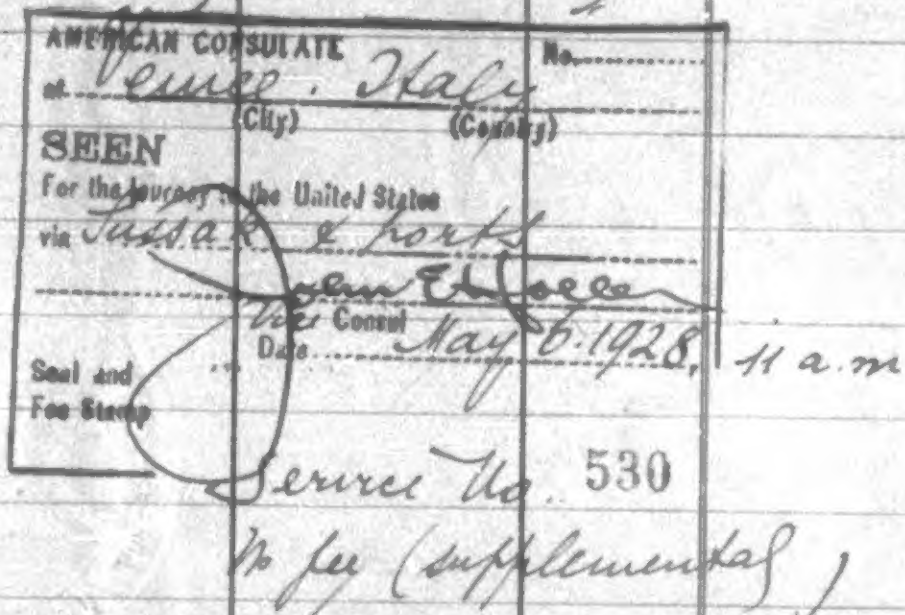 AMERICAN CONSULATE No.
at Venice. Italy
(City) (Country)
SEEN
For the Journey to the United States
via Sussak & ports
Vice Consul
Date May 6. 1928, 11 a.m
Seal and
Fee Stamp
Service No. 530
No fee (supplemental)